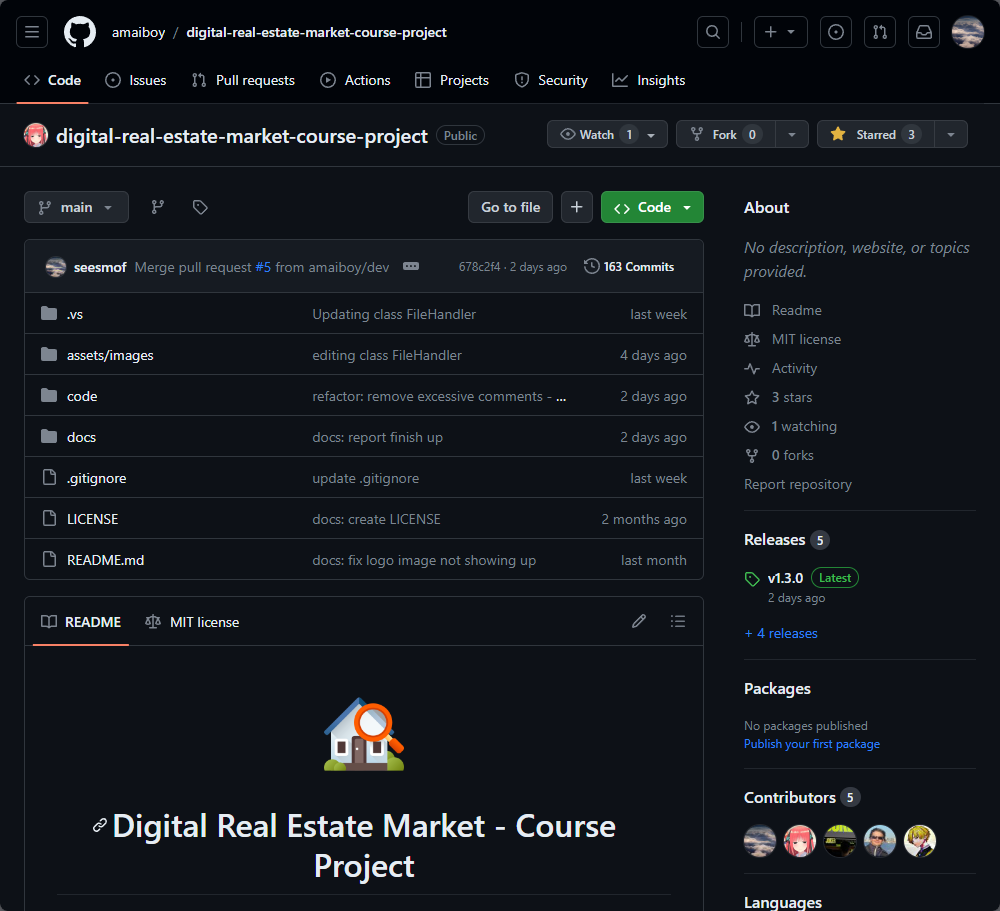 amaiboy / digital-real-estate-market-course-project
Code Issues Pull requests Actions Projects Security Insights
digital-real-estate-market-course-project Public Watch 1 Fork 0 Starred 3
main Go to file + Code
seesmof Merge pull request #5 from amaiboy/dev 678c2f4 · 2 days ago 163 Commits
.vs Updating class FileHandler last week
assets/images editing class FileHandler 4 days ago
code refactor: remove excessive comments - ... 2 days ago
docs docs: report finish up 2 days ago
.gitignore update .gitignore last week
LICENSE docs: create LICENSE 2 months ago
README.md docs: fix logo image not showing up last month
README MIT license
Digital Real Estate Market - Course
Project
About
No description, website, or topics
provided.
Readme
MIT license
Activity
3 stars
1 watching
0 forks
Report repository
Releases 5
v1.3.0 Latest
2 days ago
+ 4 releases
Packages
No packages published
Publish your first package
Contributors 5
Languages